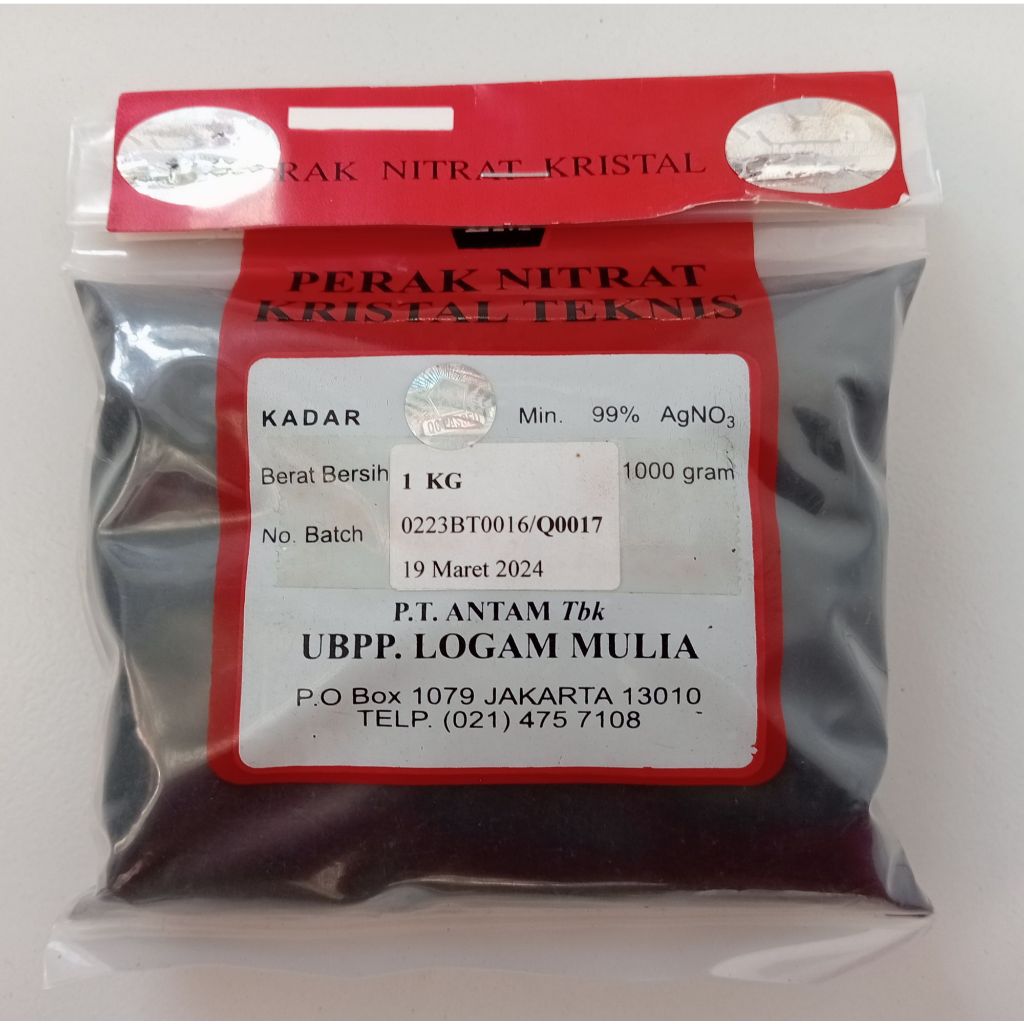 RAK NITRAT KRISTAL
LM
PERAK NITRAT
KRISTAL TEKNIS
KADAR Min. 99% AgNO₃
Berat Bersih 1 KG 1000 gram
No. Batch 0223BT0016/Q0017
19 Maret 2024
P.T. ANTAM Tbk
UBPP. LOGAM MULIA
P.O Box 1079 JAKARTA 13010
TELP. (021) 475 7108